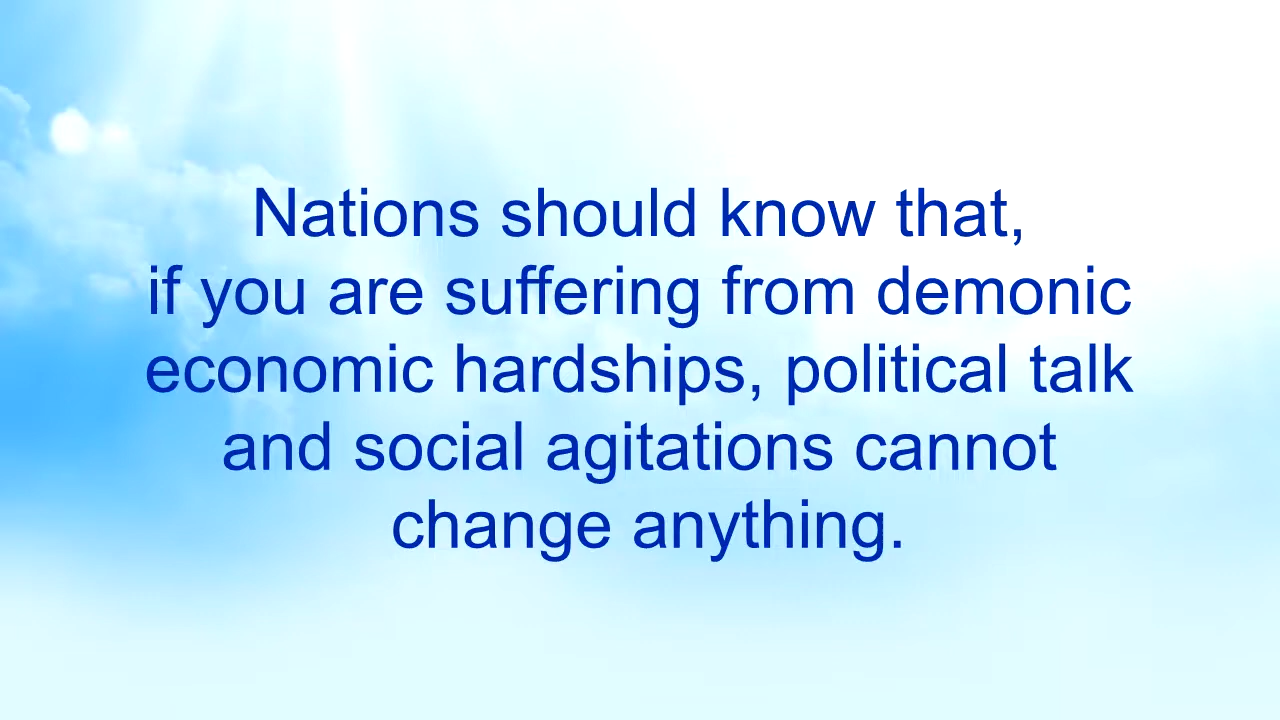 Nations should know that,
if you are suffering from demonic
economic hardships, political talk
and social agitations cannot
change anything.